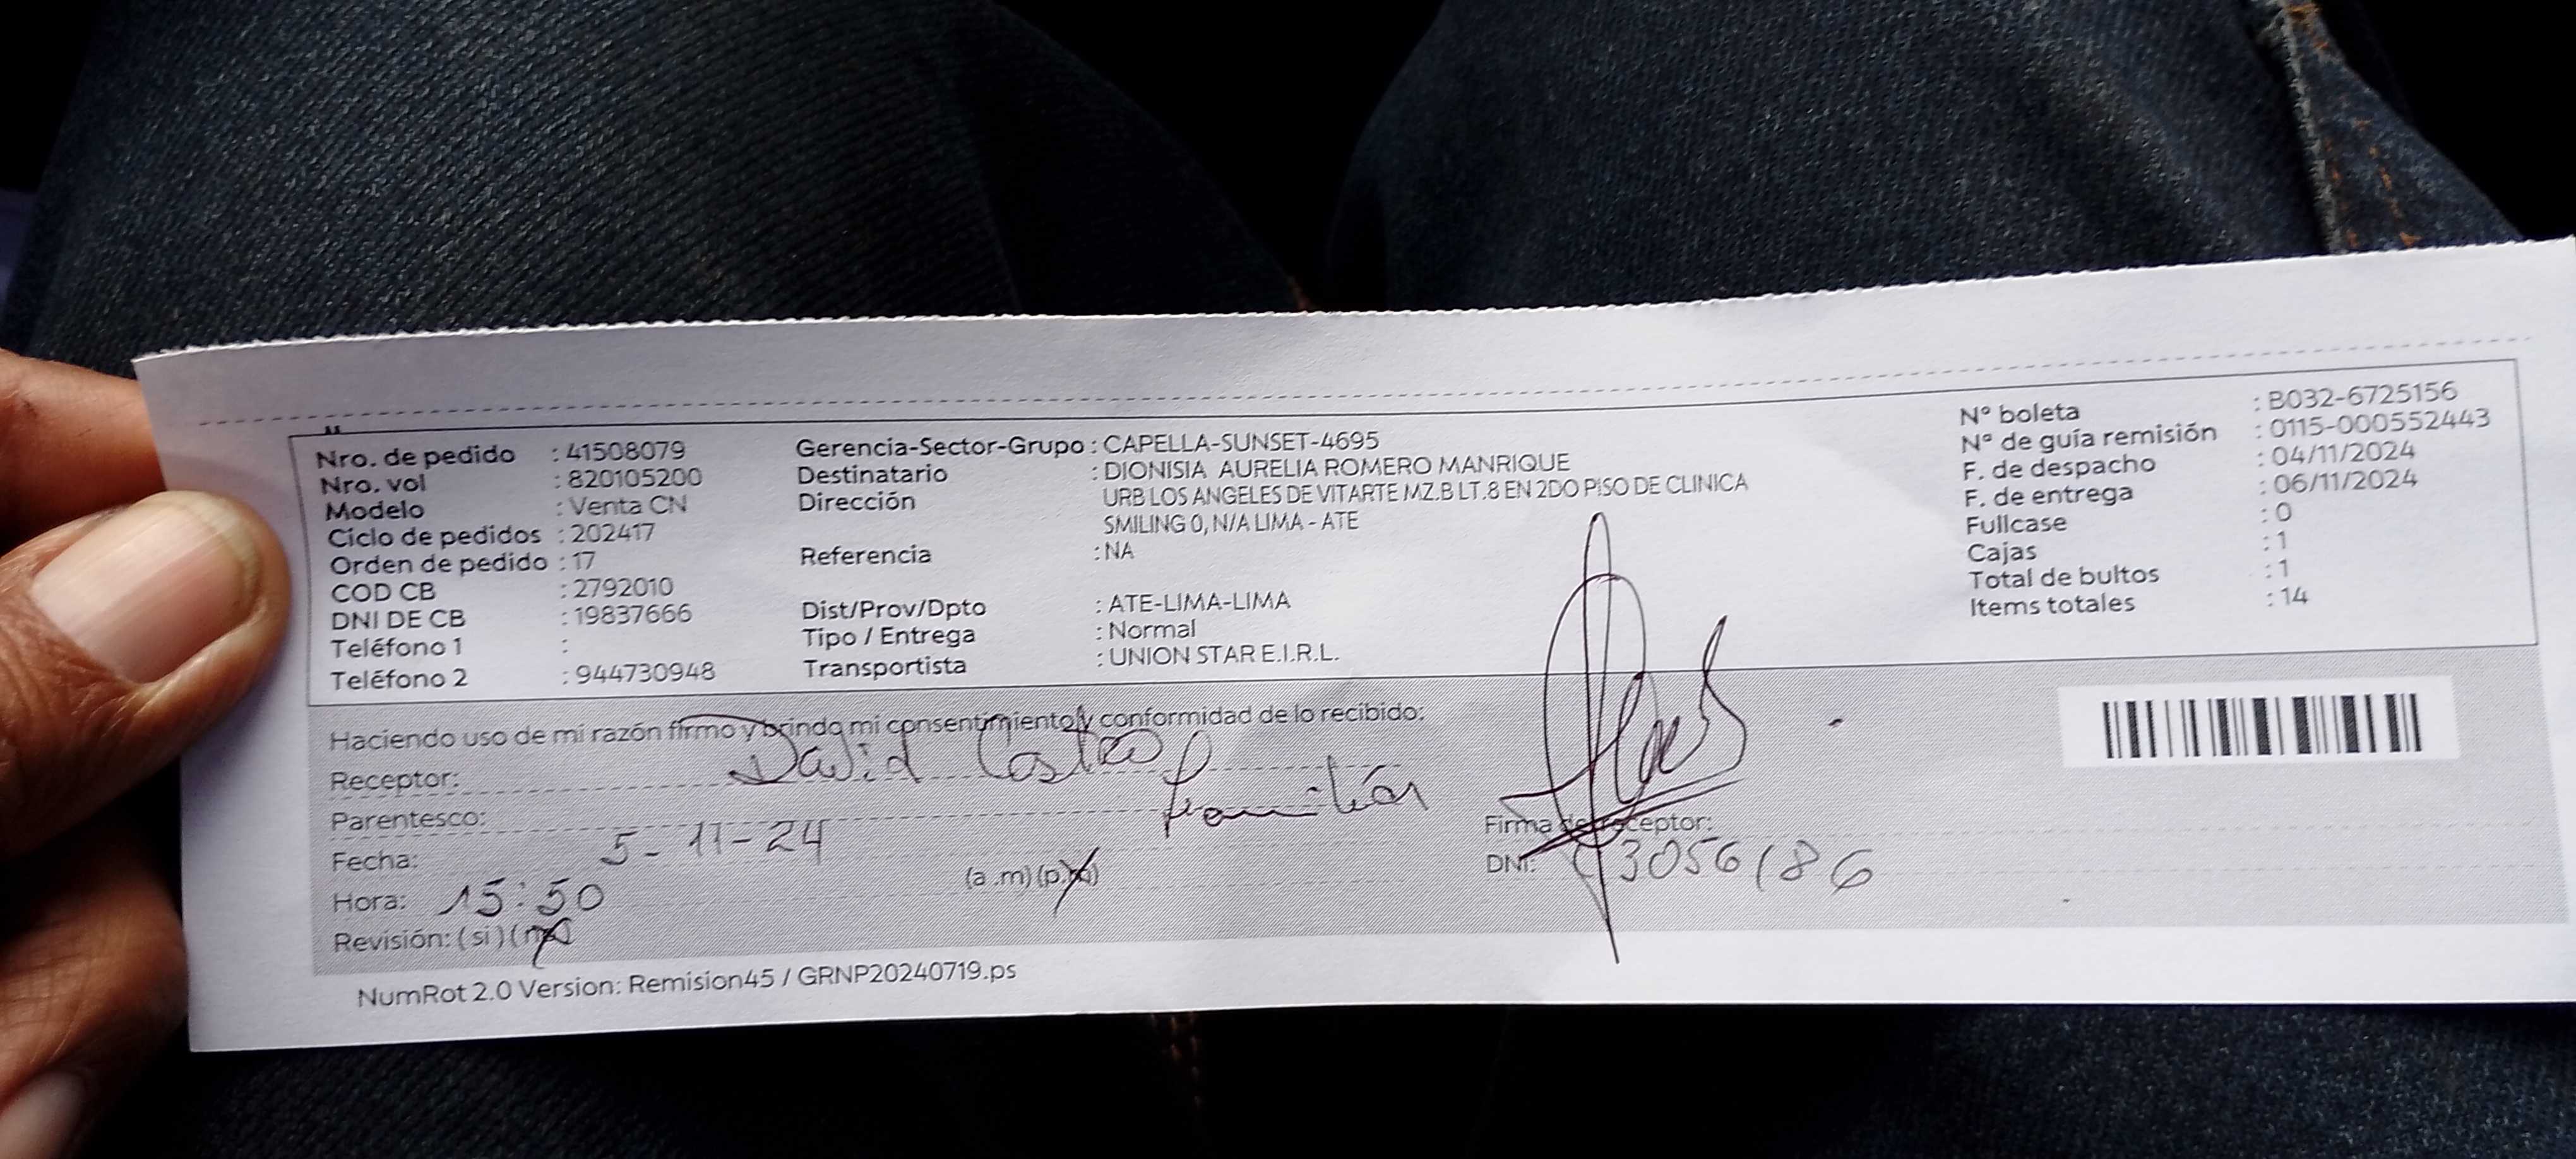 Nro. de pedido : 41508079
Nro. vol : 820105200
Modelo : Venta CN
Ciclo de pedidos : 202417
Orden de pedido : 17
COD CB : 2792010
DNI DE CB : 19837666
Teléfono 1 :
Teléfono 2 : 944730948
Gerencia-Sector-Grupo : CAPELLA-SUNSET-4695
Destinatario : DIONISIA AURELIA ROMERO MANRIQUE
Dirección URB LOS ANGELES DE VITARTE MZ.B LT.8 EN 2DO PISO DE CLINICA
SMILING 0, N/A LIMA - ATE
Referencia : NA
Dist/Prov/Dpto : ATE-LIMA-LIMA
Tipo / Entrega : Normal
Transportista : UNION STAR E.I.R.L.
N° boleta : B032-6725156
N° de guía remisión : 0115-000552443
F. de despacho : 04/11/2024
F. de entrega : 06/11/2024
Fullcase : 0
Cajas : 1
Total de bultos : 1
Items totales : 14
Haciendo uso de mi razón firmo y brindo mi consentimiento y conformidad de lo recibido:
Receptor: David Castro
Parentesco: familiar
Fecha: 5-11-24
Hora: 15:50 (a.m) (p.m)
Revisión: (si) (no)
Firma de receptor:
DNI: 3056186
NumRot 2.0 Version: Remision45 / GRNP20240719.ps